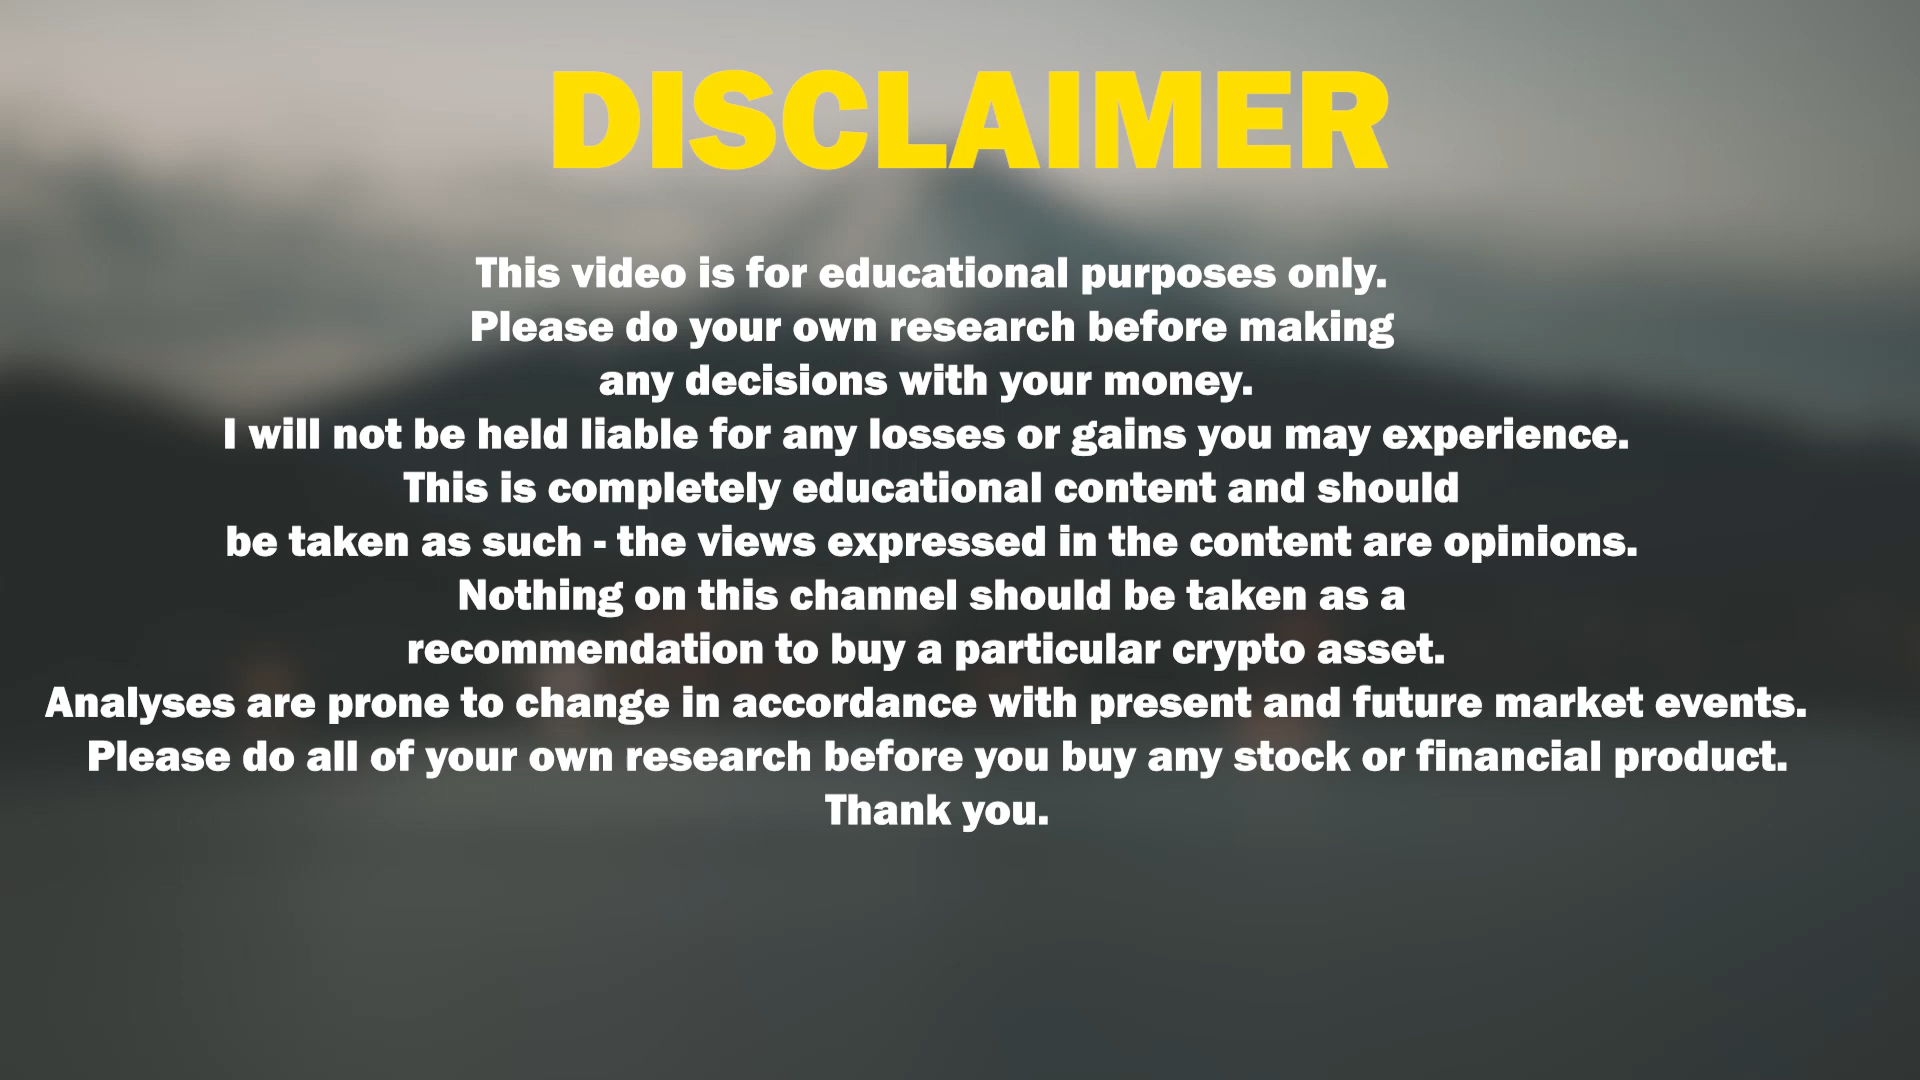 DISCLAIMER
This video is for educational purposes only.
Please do your own research before making
any decisions with your money.
I will not be held liable for any losses or gains you may experience.
This is completely educational content and should
be taken as such - the views expressed in the content are opinions.
Nothing on this channel should be taken as a
recommendation to buy a particular crypto asset.
Analyses are prone to change in accordance with present and future market events.
Please do all of your own research before you buy any stock or financial product.
Thank you.